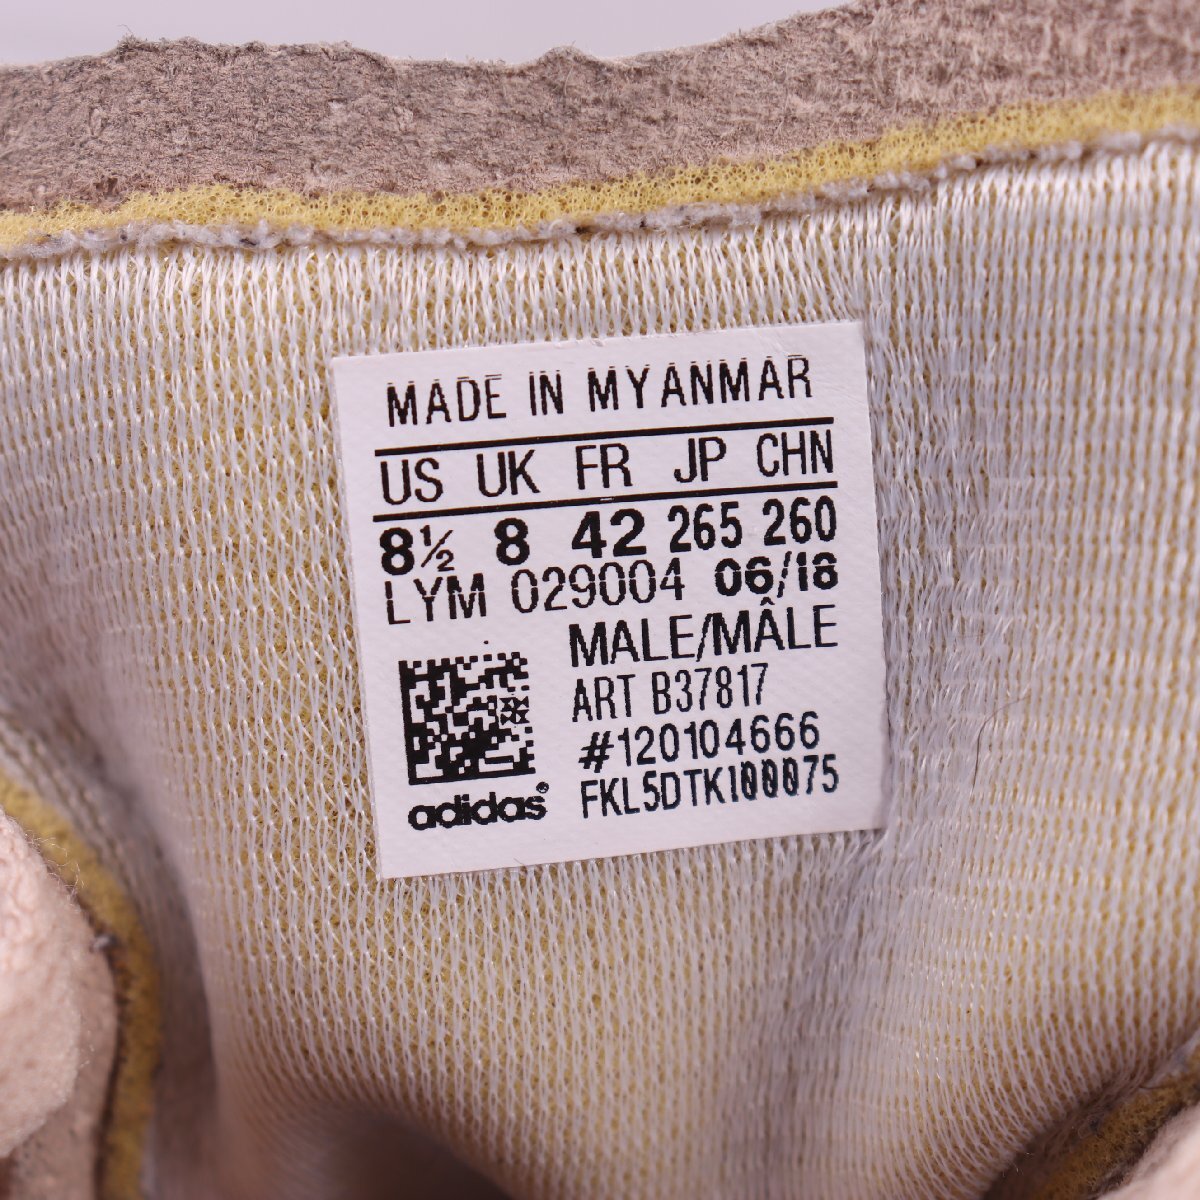 MADE IN MYANMAR
US UK FR JP CHN
8½ 8 42 265 260
LYM 029004 06/18
MALE/MÂLE
ART B37817
#120104666
FKL5DTK100075
adidas®